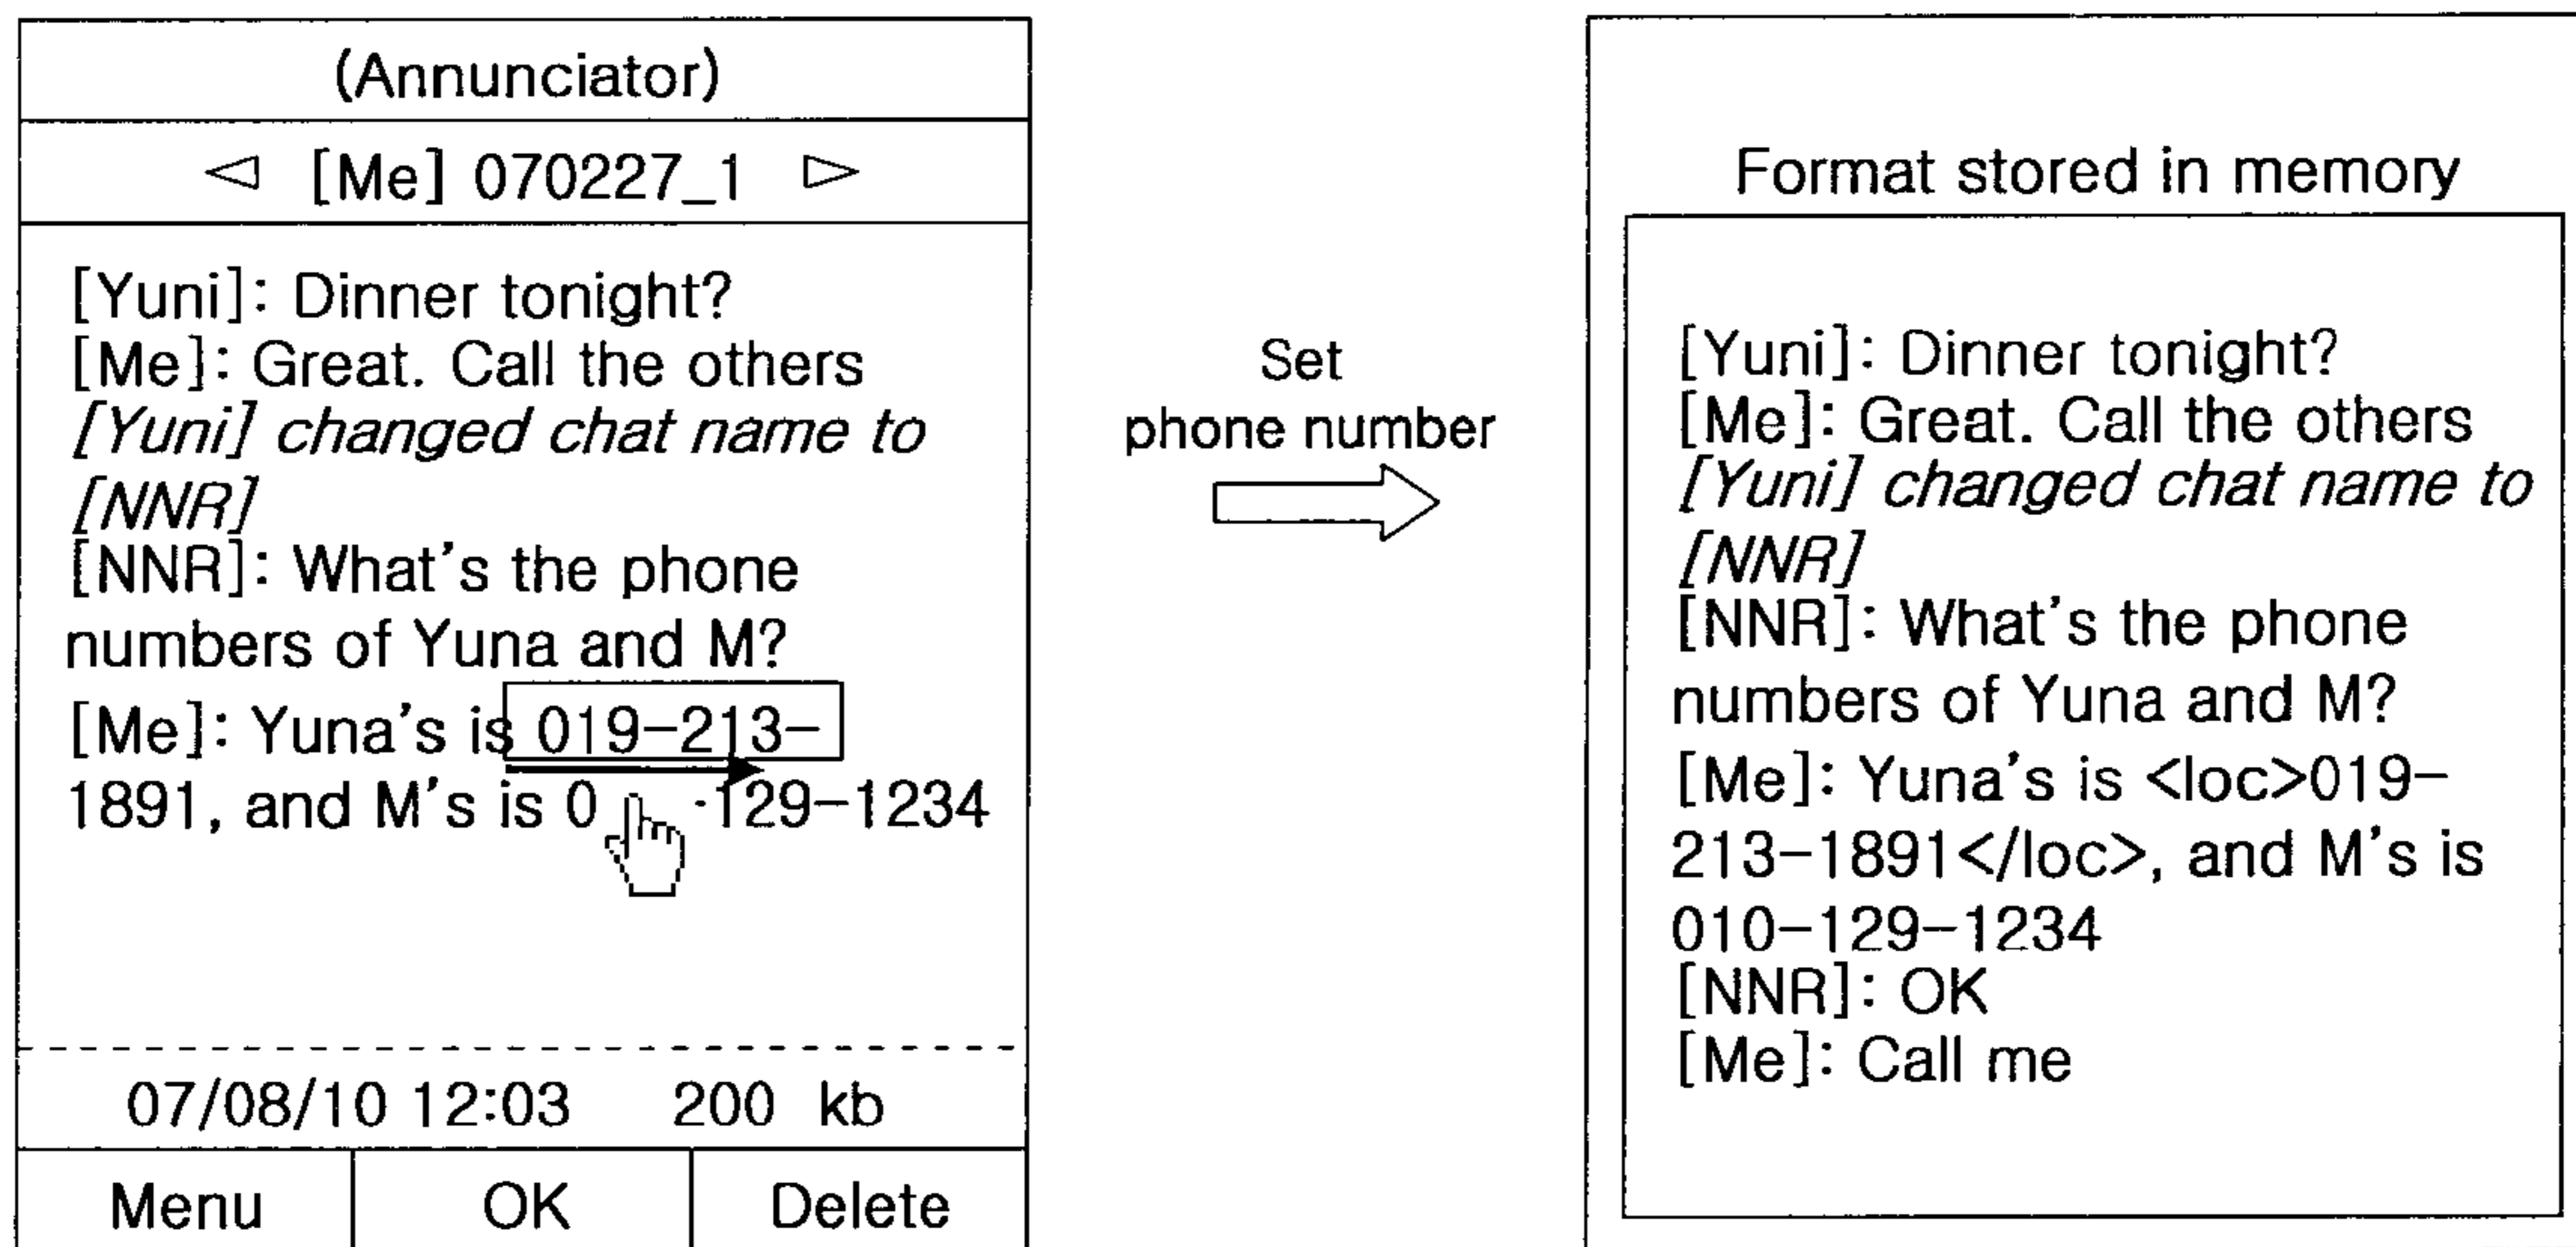 (Annunciator)
◁ [Me] 070227_1 ▷
[Yuni]: Dinner tonight?
[Me]: Great. Call the others
[Yuni] changed chat name to
[NNR]
[NNR]: What's the phone
numbers of Yuna and M?
[Me]: Yuna's is 019-213-
1891, and M's is 0 -129-1234
07/08/10 12:03 200 kb
Menu OK Delete
Set
phone number
Format stored in memory
[Yuni]: Dinner tonight?
[Me]: Great. Call the others
[Yuni] changed chat name to
[NNR]
[NNR]: What's the phone
numbers of Yuna and M?
[Me]: Yuna's is <loc>019-
213-1891</loc>, and M's is
010-129-1234
[NNR]: OK
[Me]: Call me